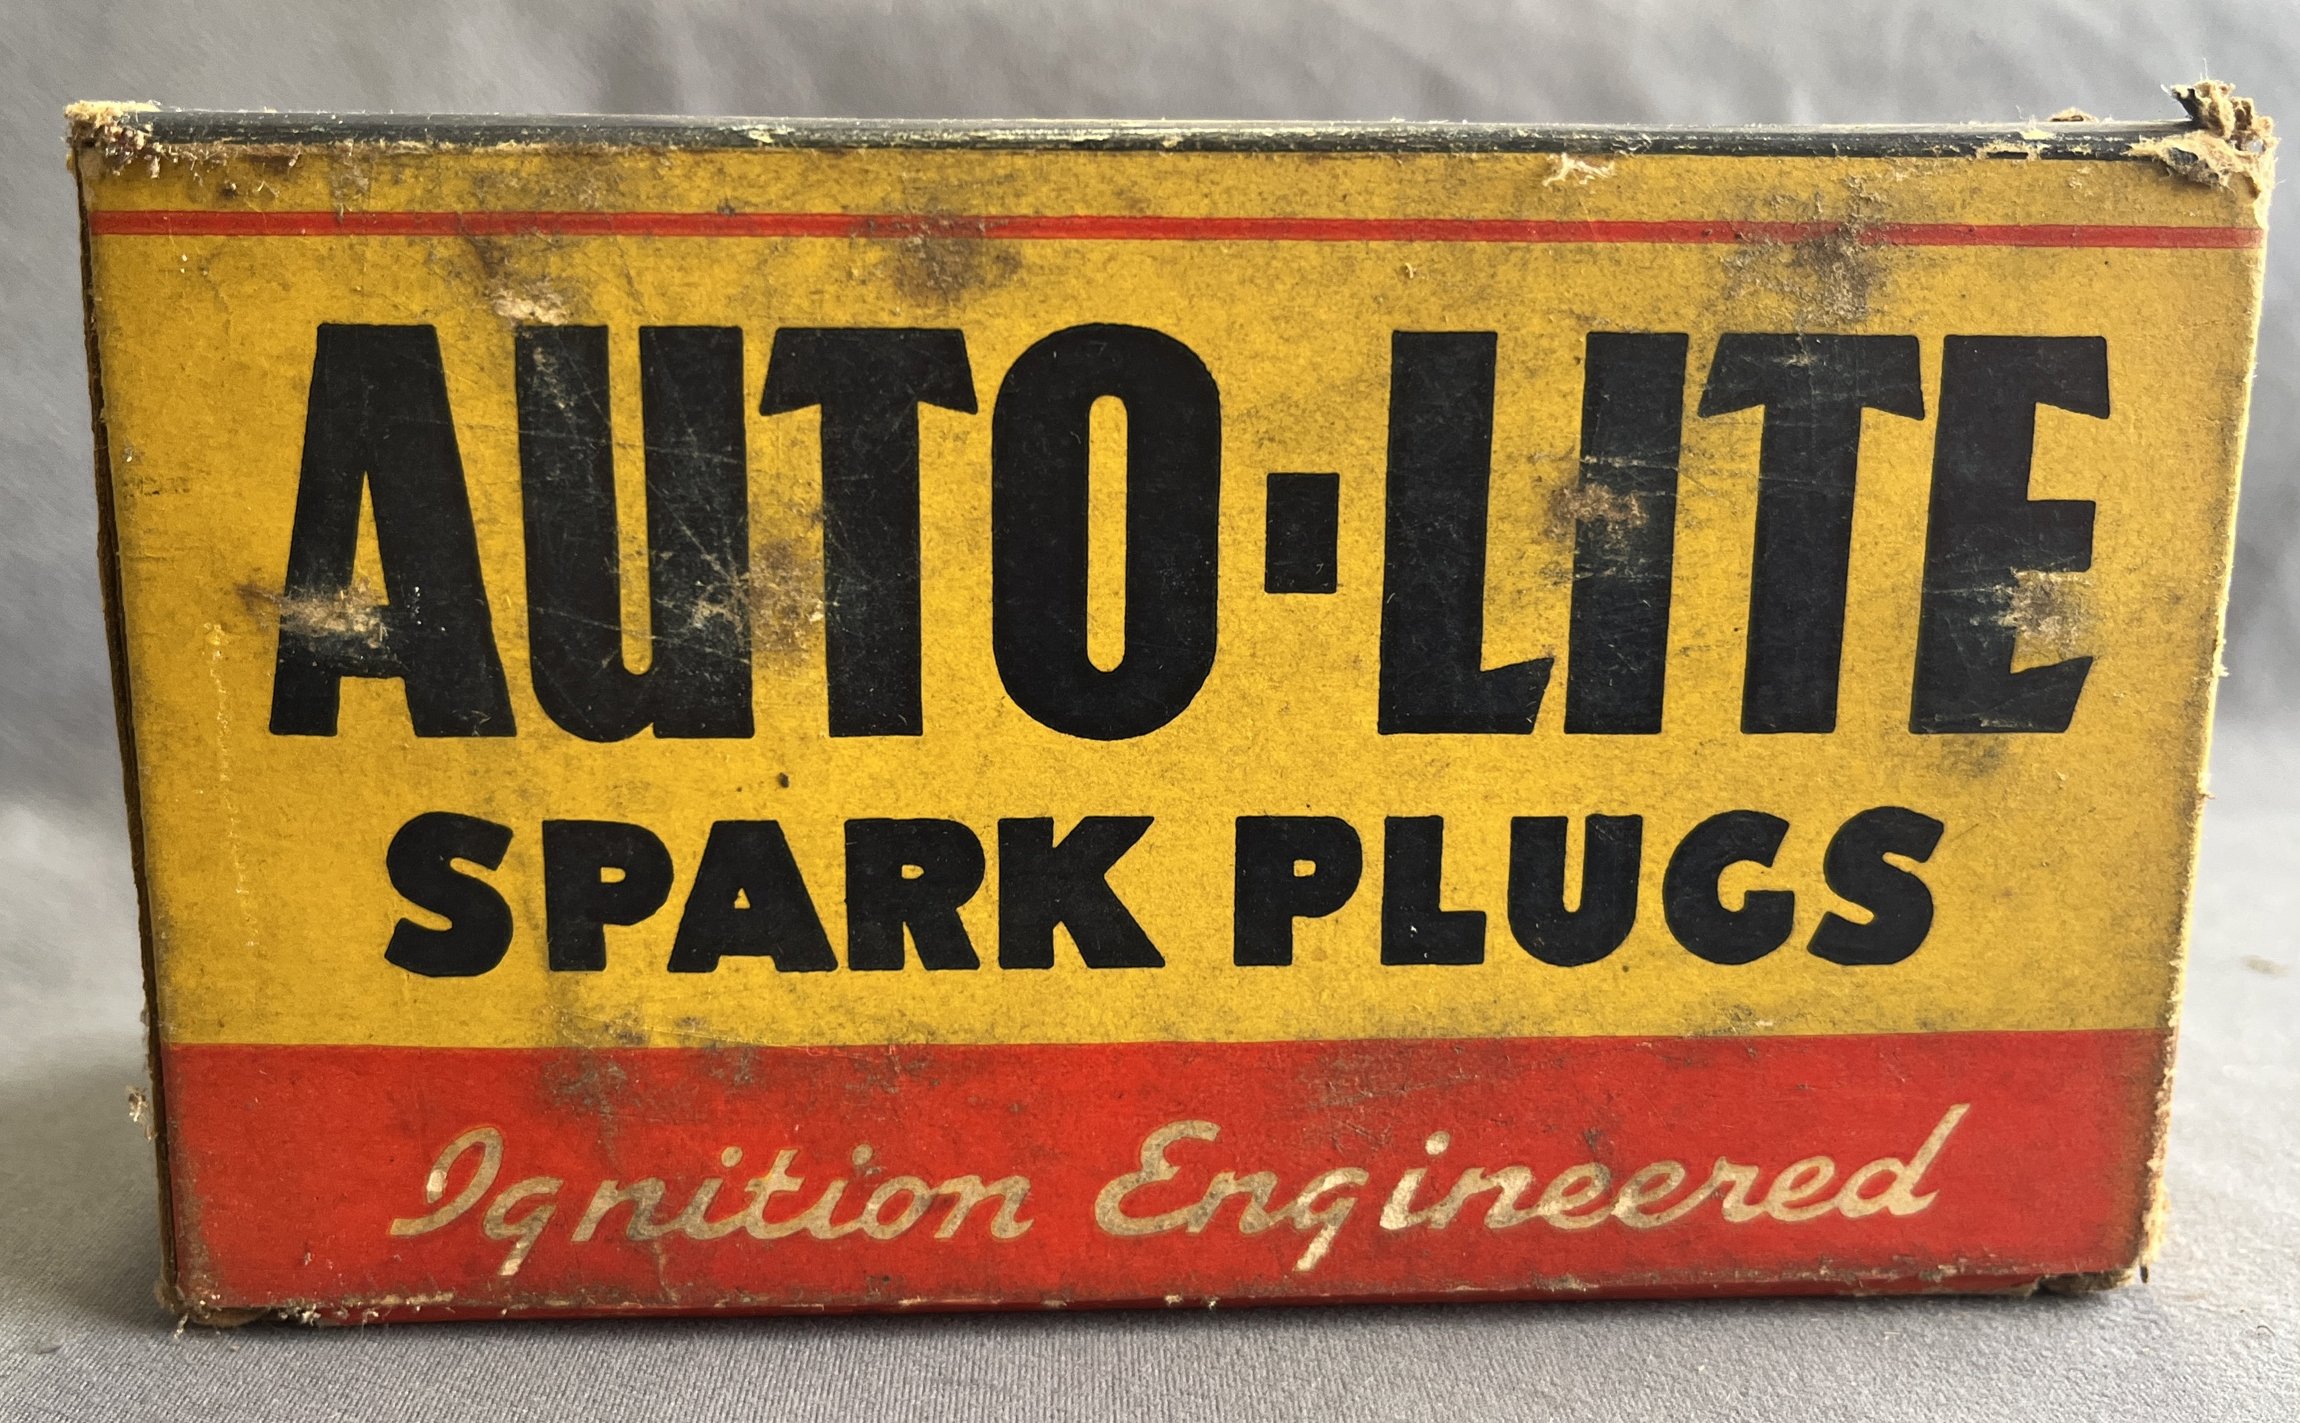 AUTO-LITE
SPARK PLUGS
Ignition Engineered